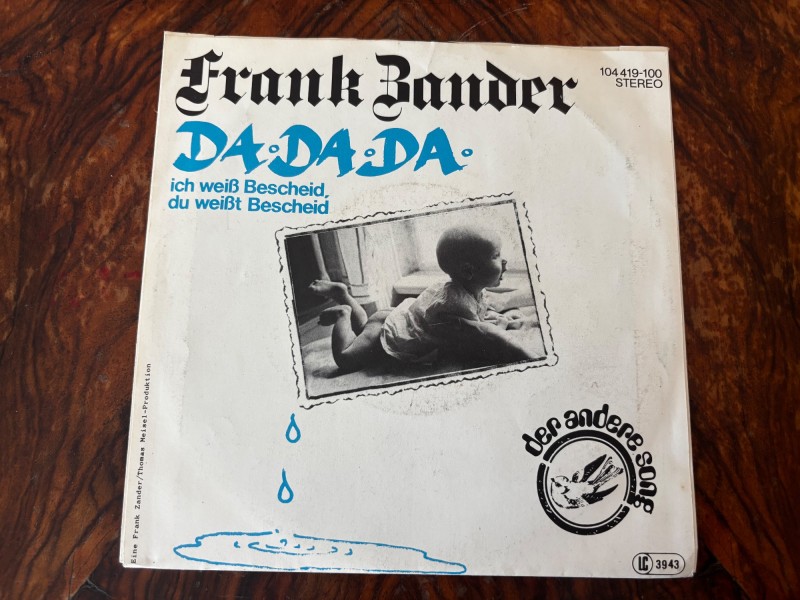 Frank Zander
104 419-100
STEREO
DA·DA·DA·
ich weiß Bescheid,
du weißt Bescheid
der andere song
Eine Frank Zander/Thomas Meisel-Produktion
LC 3943